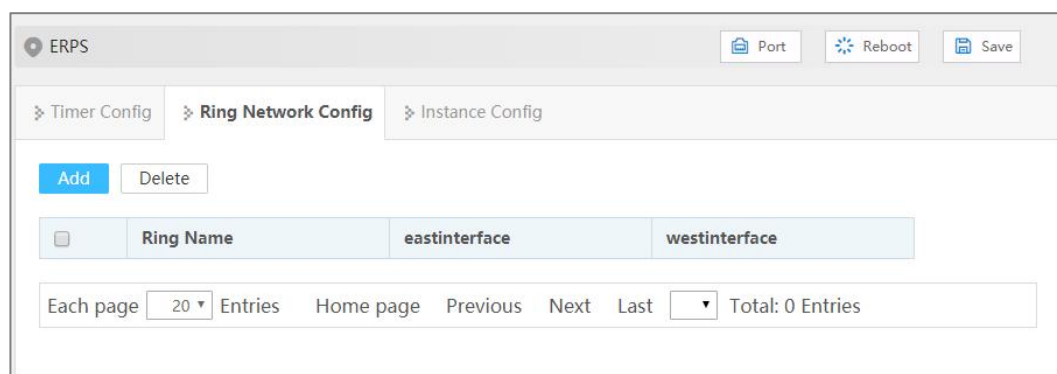 ERPS Port Reboot Save
Timer Config Ring Network Config Instance Config
Add Delete
Ring Name eastinterface westinterface
Each page 20 Entries Home page Previous Next Last Total: 0 Entries